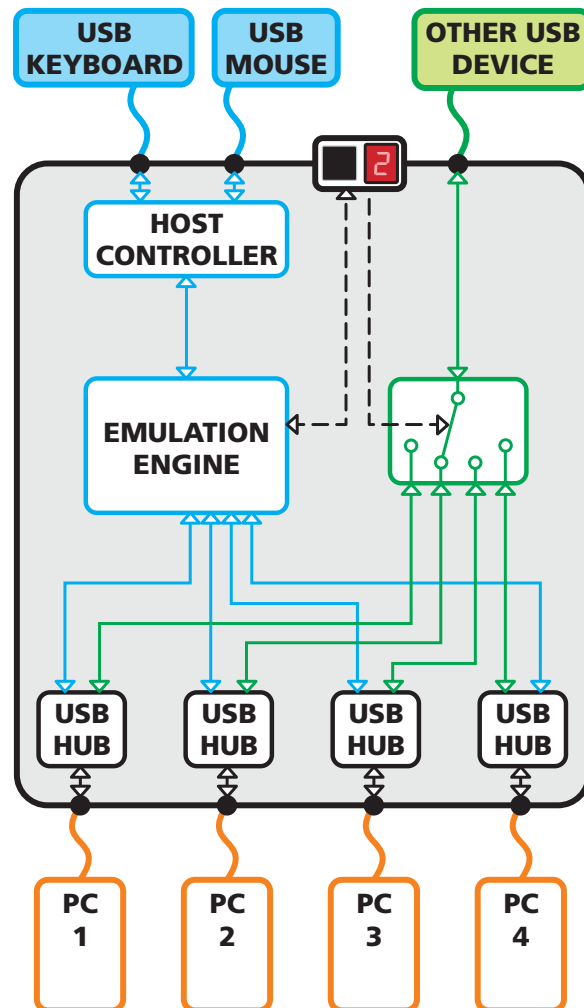 USB
KEYBOARD
USB
MOUSE
OTHER USB
DEVICE
2
HOST
CONTROLLER
EMULATION
ENGINE
USB
HUB
USB
HUB
USB
HUB
USB
HUB
PC
1
PC
2
PC
3
PC
4